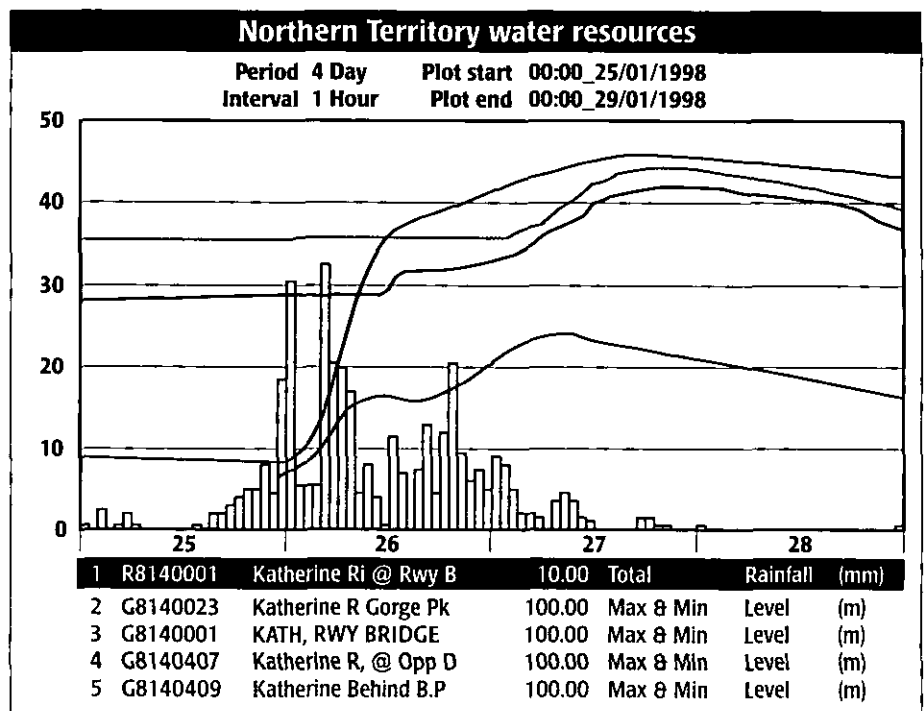 Northern Territory water resources
Period 4 Day Plot start 00:00_25/01/1998
Interval 1 Hour Plot end 00:00_29/01/1998
50
40
30
20
10
0
25 26 27 28
1 R8140001 Katherine Ri @ Rwy B 10.00 Total Rainfall (mm)
2 G8140023 Katherine R Gorge Pk 100.00 Max & Min Level (m)
3 G8140001 KATH, RWY BRIDGE 100.00 Max & Min Level (m)
4 G8140407 Katherine R, @ Opp D 100.00 Max & Min Level (m)
5 G8140409 Katherine Behind B.P 100.00 Max & Min Level (m)